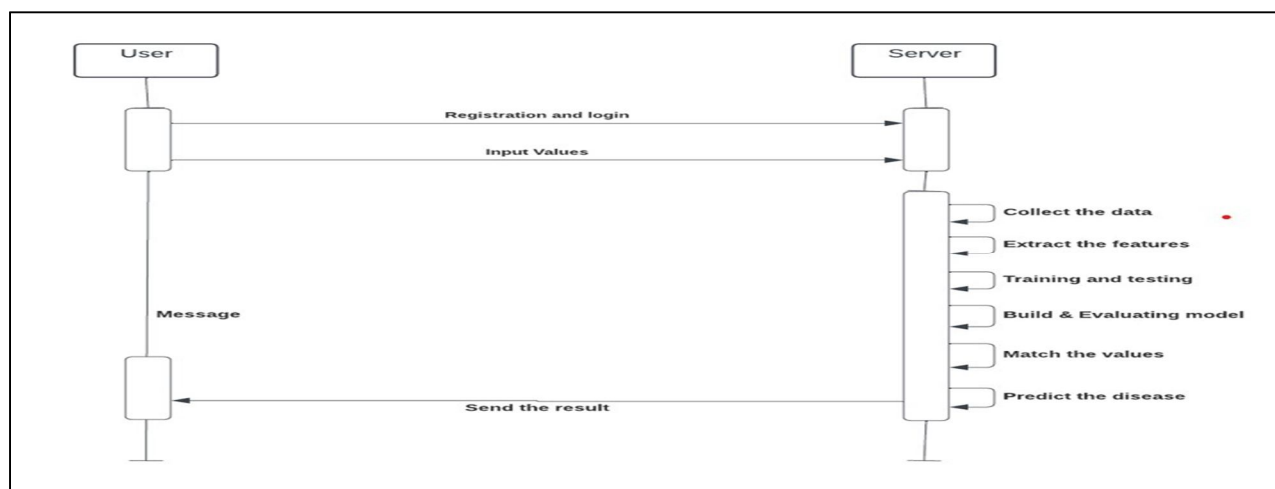 User
Server
Registration and login
Input Values
Collect the data
Extract the features
Training and testing
Message
Build & Evaluating model
Match the values
Predict the disease
Send the result